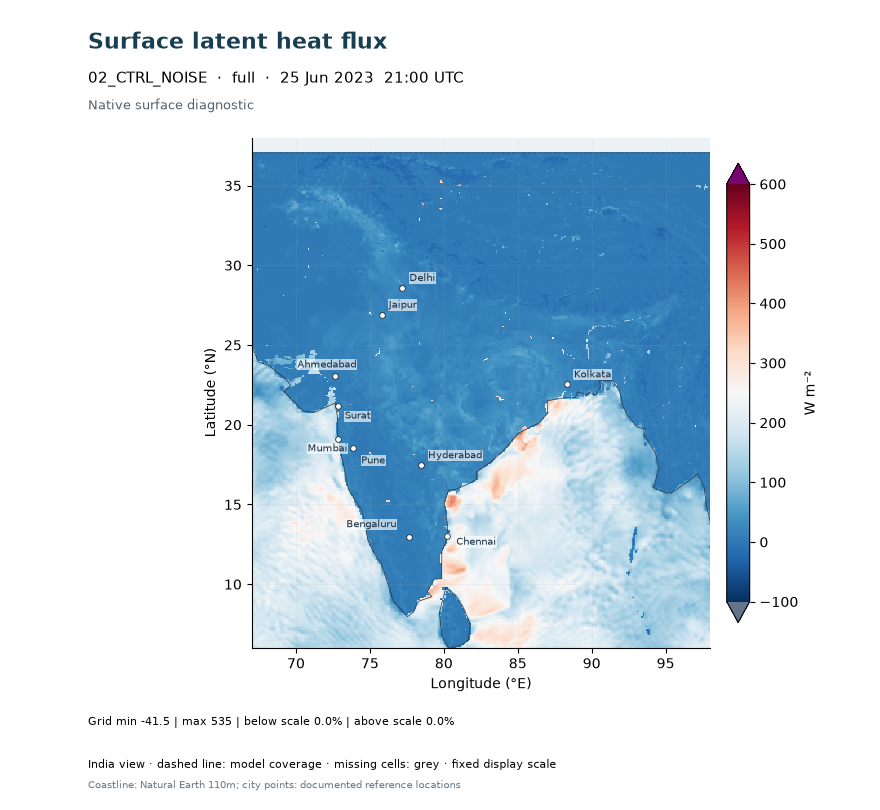 Surface latent heat flux
02_CTRL_NOISE · full · 25 Jun 2023 21:00 UTC
Native surface diagnostic
600
500
400
300
200
100
0
−100
W m⁻²
35
30
25
20
15
10
Latitude (°N)
Delhi
Jaipur
Ahmedabad
Kolkata
Surat
Mumbai
Pune
Hyderabad
Bengaluru
Chennai
70
75
80
85
90
95
Longitude (°E)
Grid min -41.5 | max 535 | below scale 0.0% | above scale 0.0%
India view · dashed line: model coverage · missing cells: grey · fixed display scale
Coastline: Natural Earth 110m; city points: documented reference locations